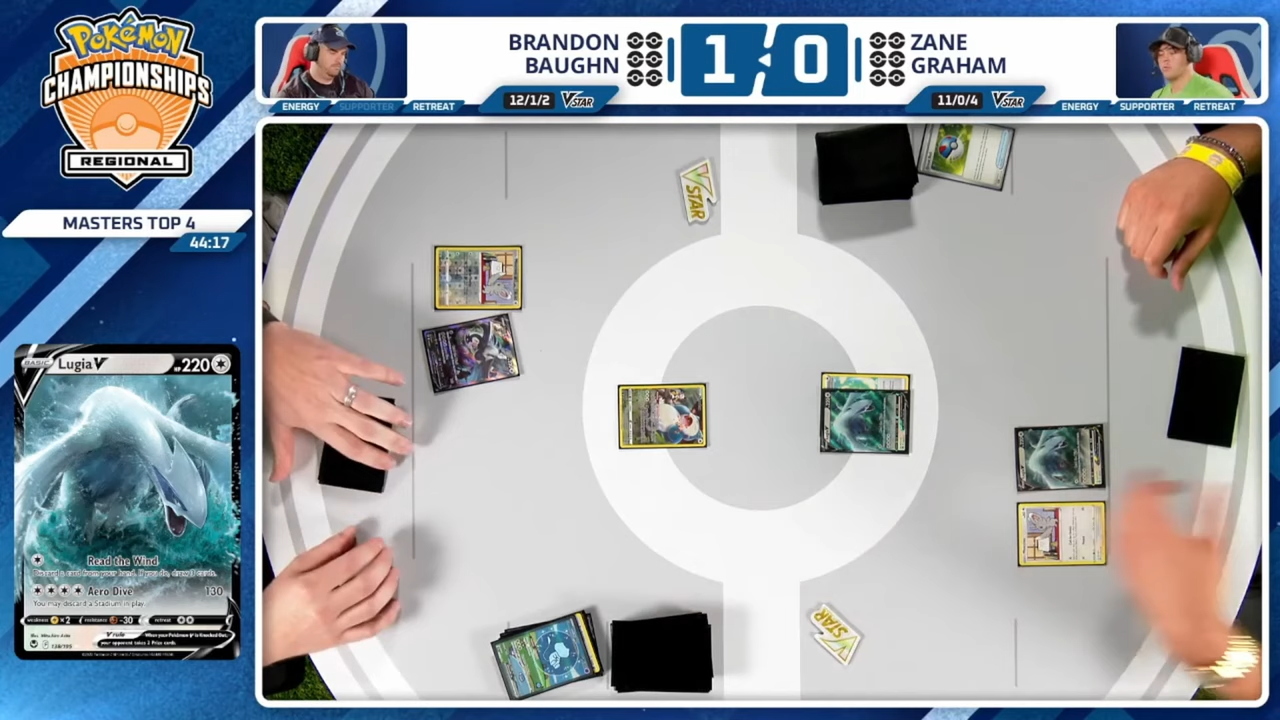 Pokémon
CHAMPIONSHIPS
REGIONAL
MASTERS TOP 4
44:17
BRANDON
BAUGHN
1 0
ZANE
GRAHAM
ENERGY SUPPORTER RETREAT
12/1/2 VSTAR
11/0/4 VSTAR
ENERGY SUPPORTER RETREAT
VSTAR
VSTAR
BASIC Lugia V HP 220
Read the Wind
Discard a card from your hand. If you do, draw 3 cards.
Aero Dive 130
You may discard a Stadium in play.
weakness ×2 resistance -30 retreat
V rule
138/195